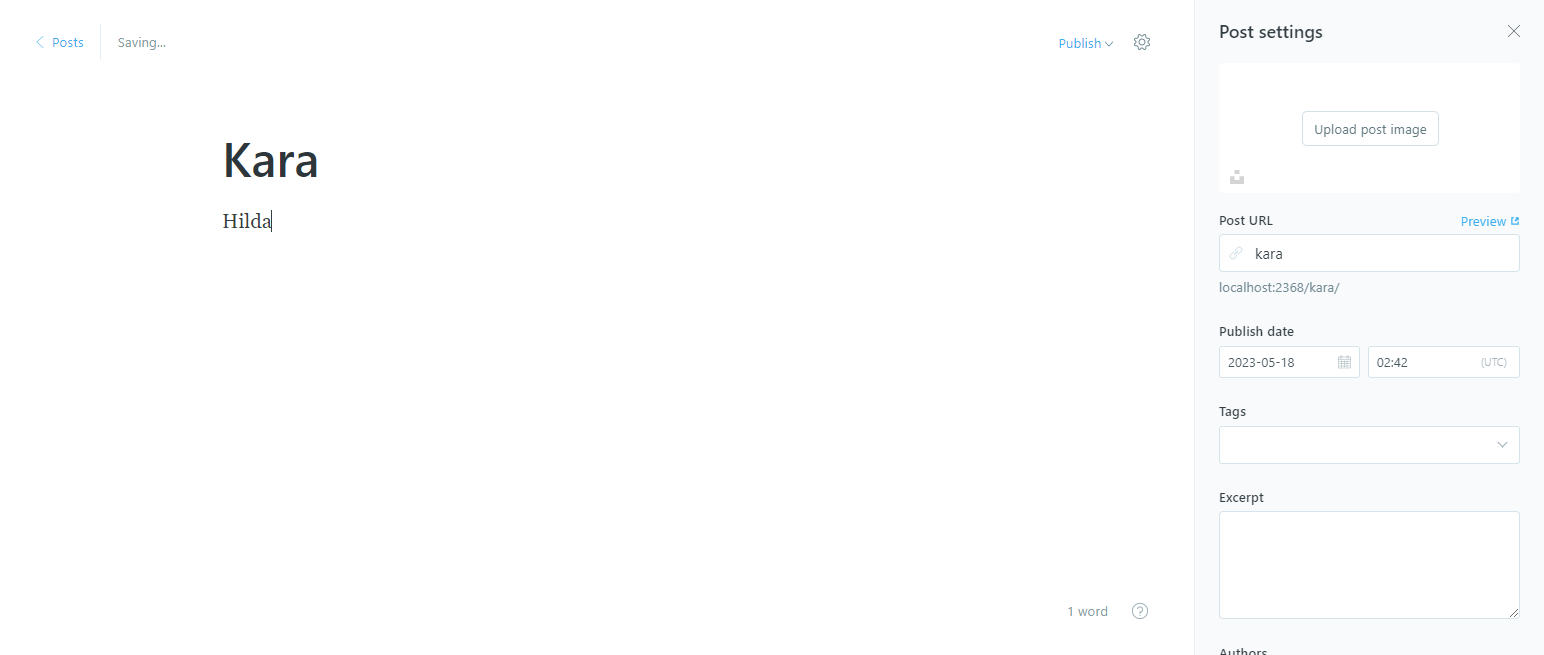 Posts
Saving...
Publish
Kara
Hilda
1 word
?
Post settings
Upload post image
Post URL
Preview
kara
localhost:2368/kara/
Publish date
2023-05-18
02:42
(UTC)
Tags
Excerpt
Authors